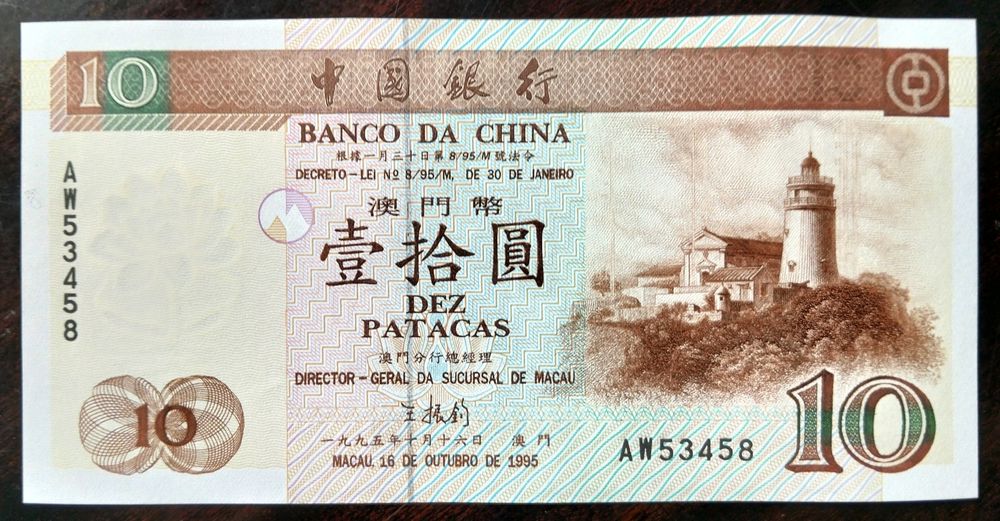 10 中國銀行
BANCO DA CHINA
根據一月三十日第 8/95/M 號法令
DECRETO-LEI Nº 8/95/M, DE 30 DE JANEIRO
澳門幣
壹拾圓
DEZ
PATACAS
澳門分行總經理
DIRECTOR-GERAL DA SUCURSAL DE MACAU
王振鈞
一九九五年十月十六日 澳門
MACAU, 16 DE OUTUBRO DE 1995
AW53458
10
AW53458
10